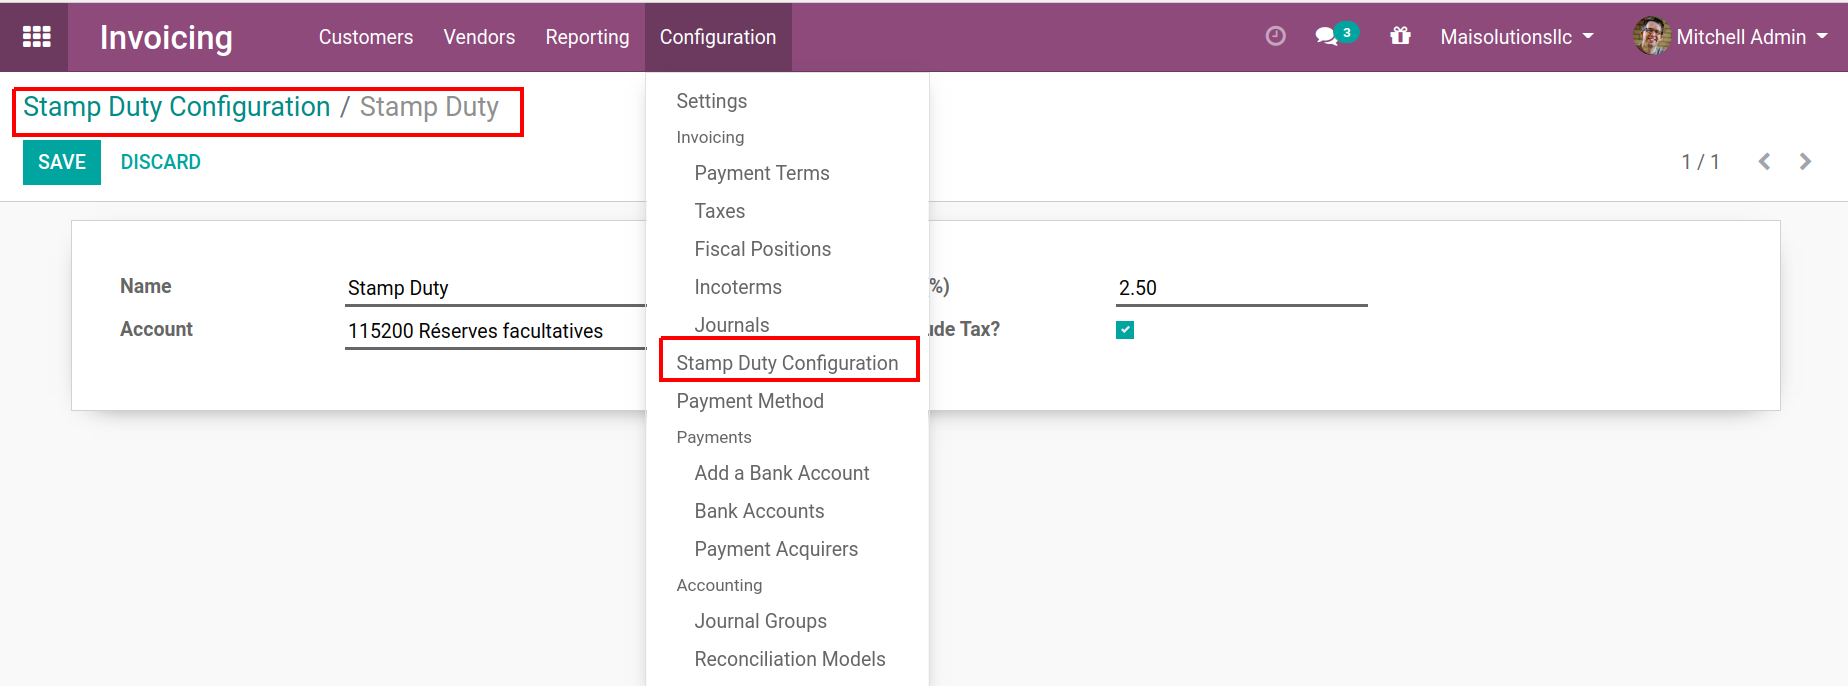 Invoicing Customers Vendors Reporting Configuration 3 Maisolutionsllc Mitchell Admin
Stamp Duty Configuration / Stamp Duty
SAVE DISCARD
1 / 1
Settings
Invoicing
Payment Terms
Taxes
Fiscal Positions
Incoterms
Journals
Stamp Duty Configuration
Payment Method
Payments
Add a Bank Account
Bank Accounts
Payment Acquirers
Accounting
Journal Groups
Reconciliation Models
Name Stamp Duty
%) 2.50
Account 115200 Réserves facultatives
ude Tax?